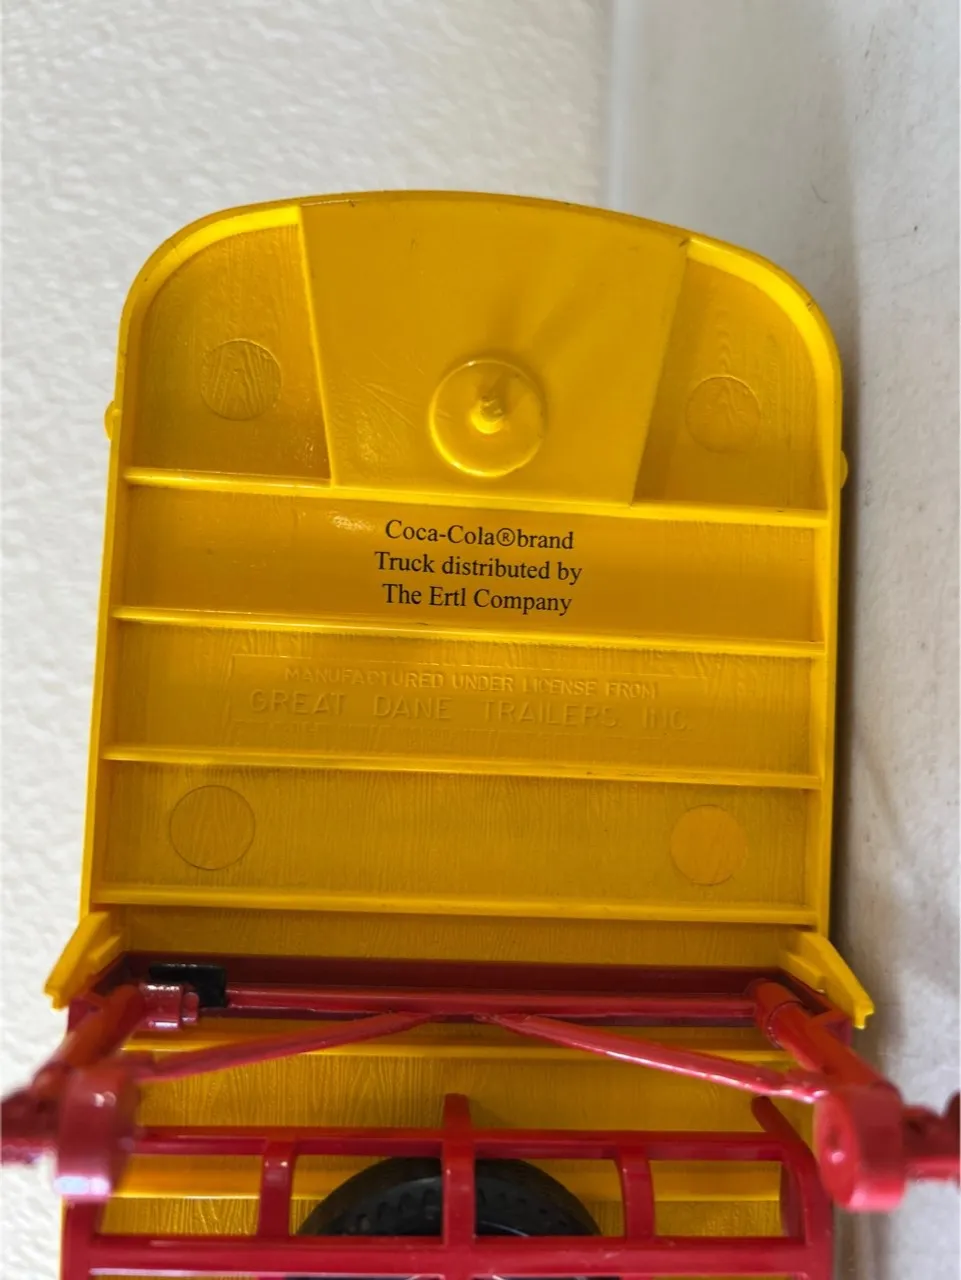 Coca-Cola®brand
Truck distributed by
The Ertl Company
MANUFACTURED UNDER LICENSE FROM
GREAT DANE TRAILERS INC.